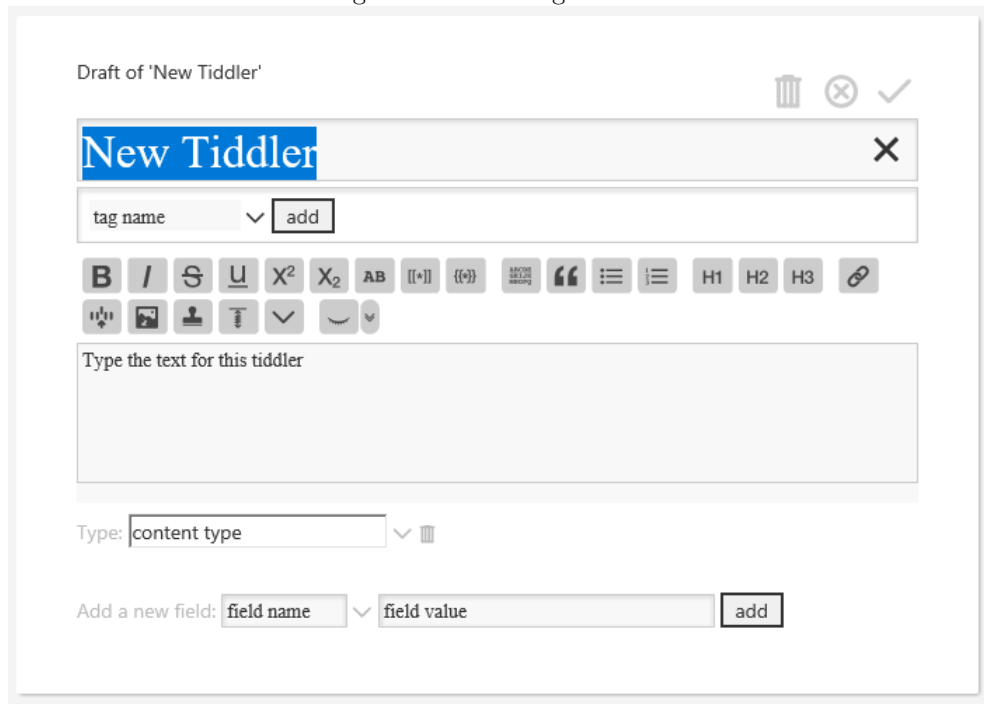 Draft of 'New Tiddler'
New Tiddler
tag name add
B I S U X² X₂ AB [[*]] {{*}} H1 H2 H3
Type the text for this tiddler
Type: content type
Add a new field: field name field value add